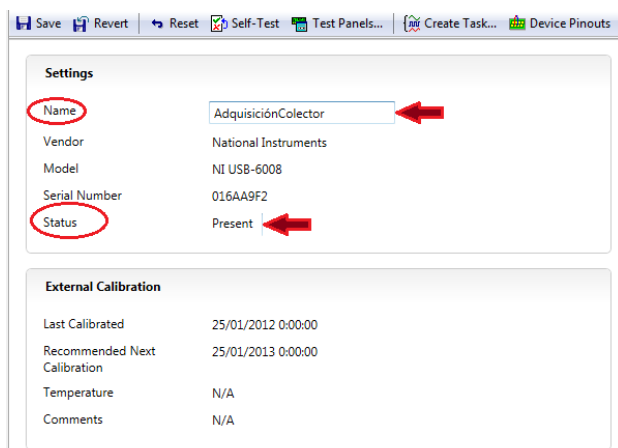 Save Revert Reset Self-Test Test Panels... Create Task... Device Pinouts
Settings
Name AdquisiciónColector
Vendor National Instruments
Model NI USB-6008
Serial Number 016AA9F2
Status Present
External Calibration
Last Calibrated 25/01/2012 0:00:00
Recommended Next 25/01/2013 0:00:00
Calibration
Temperature N/A
Comments N/A